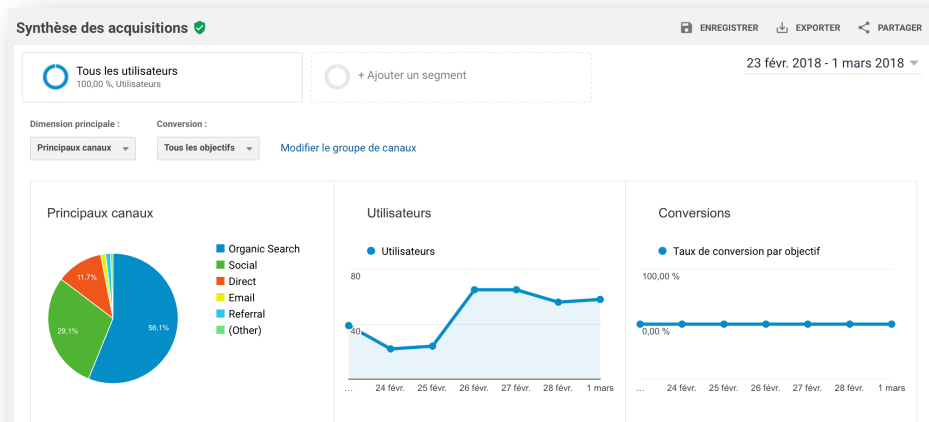 Synthèse des acquisitions
ENREGISTRER
EXPORTER
PARTAGER
Tous les utilisateurs
100,00 %, Utilisateurs
+ Ajouter un segment
23 févr. 2018 - 1 mars 2018
Dimension principale :
Conversion :
Principaux canaux
Tous les objectifs
Modifier le groupe de canaux
Principaux canaux
Organic Search
Social
Direct
Email
Referral
(Other)
11,7%
29,1%
56,1%
Utilisateurs
Utilisateurs
80
40
... 24 févr. 25 févr. 26 févr. 27 févr. 28 févr. 1 mars
Conversions
Taux de conversion par objectif
100,00 %
0,00 %
... 24 févr. 25 févr. 26 févr. 27 févr. 28 févr. 1 mars